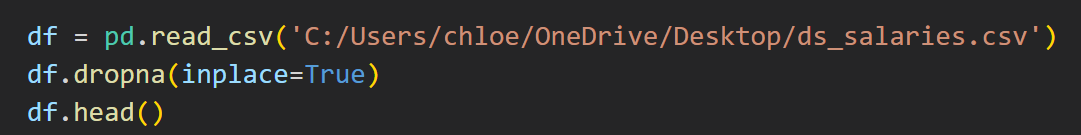 df = pd.read_csv('C:/Users/chloe/OneDrive/Desktop/ds_salaries.csv')
df.dropna(inplace=True)
df.head()